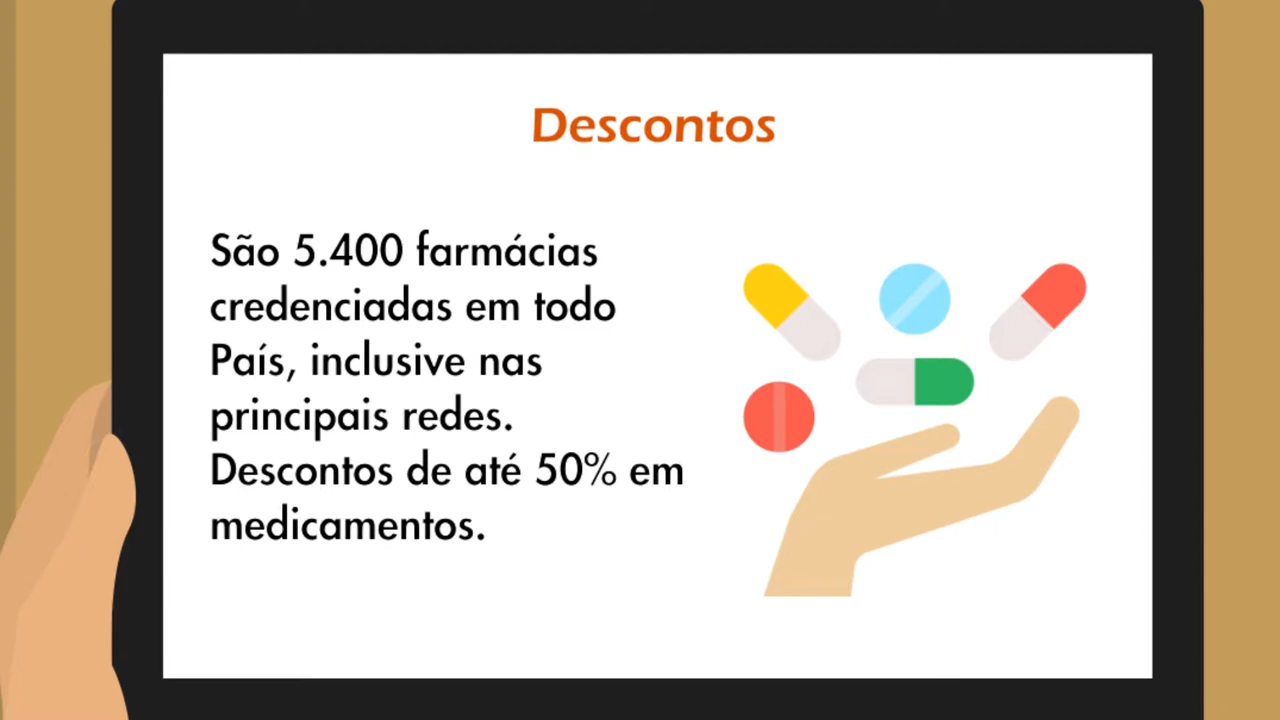 Descontos
São 5.400 farmácias
credenciadas em todo
País, inclusive nas
principais redes.
Descontos de até 50% em
medicamentos.